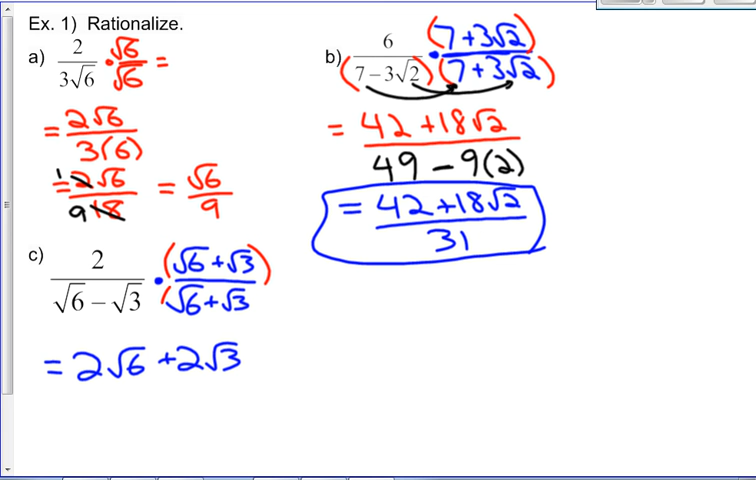 Ex. 1) Rationalize.
a) 2/(3√6) • √6/√6 =
= 2√6/(3(6))
= 2√6/18 1 9 = √6/9
b) 6/(7 − 3√2) • (7 + 3√2)/(7 + 3√2)
= (42 + 18√2)/(49 − 9(2))
= (42 + 18√2)/31
c) 2/(√6 − √3) • (√6 + √3)/(√6 + √3)
= 2√6 + 2√3